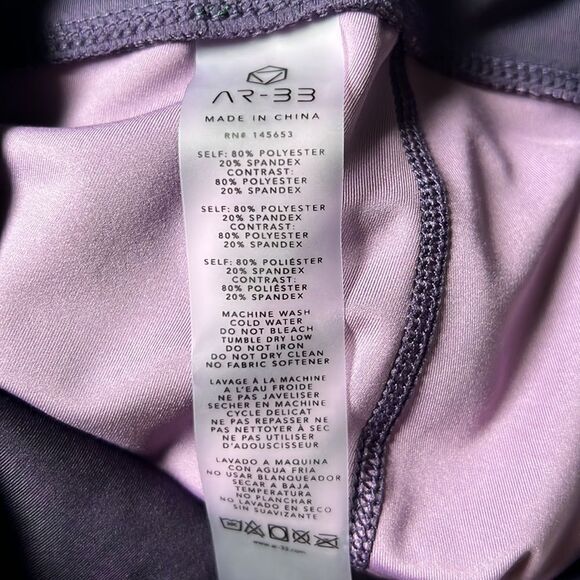 AR-33
MADE IN CHINA
RN# 145653
SELF: 80% POLYESTER
20% SPANDEX
CONTRAST:
80% POLYESTER
20% SPANDEX
SELF: 80% POLYESTER
20% SPANDEX
CONTRAST:
80% POLYESTER
20% SPANDEX
SELF: 80% POLIÉSTER
20% SPANDEX
CONTRAST:
80% POLIÉSTER
20% SPANDEX
MACHINE WASH
COLD WATER
DO NOT BLEACH
TUMBLE DRY LOW
DO NOT IRON
DO NOT DRY CLEAN
NO FABRIC SOFTENER
LAVAGE À LA MACHINE
A L'EAU FROIDE
NE PAS JAVELISER
SECHER EN MACHINE
CYCLE DELICAT
NE PAS REPASSER NE
PAS NETTOYER À SEC
NE PAS UTILISER
D'ADOUCISSEUR
LAVADO A MAQUINA
CON AGUA FRIA
NO USAR BLANQUEADOR
SECAR A BAJA
TEMPERATURA
NO PLANCHAR
NO LAVADO EN SECO
SIN SUAVIZANTE